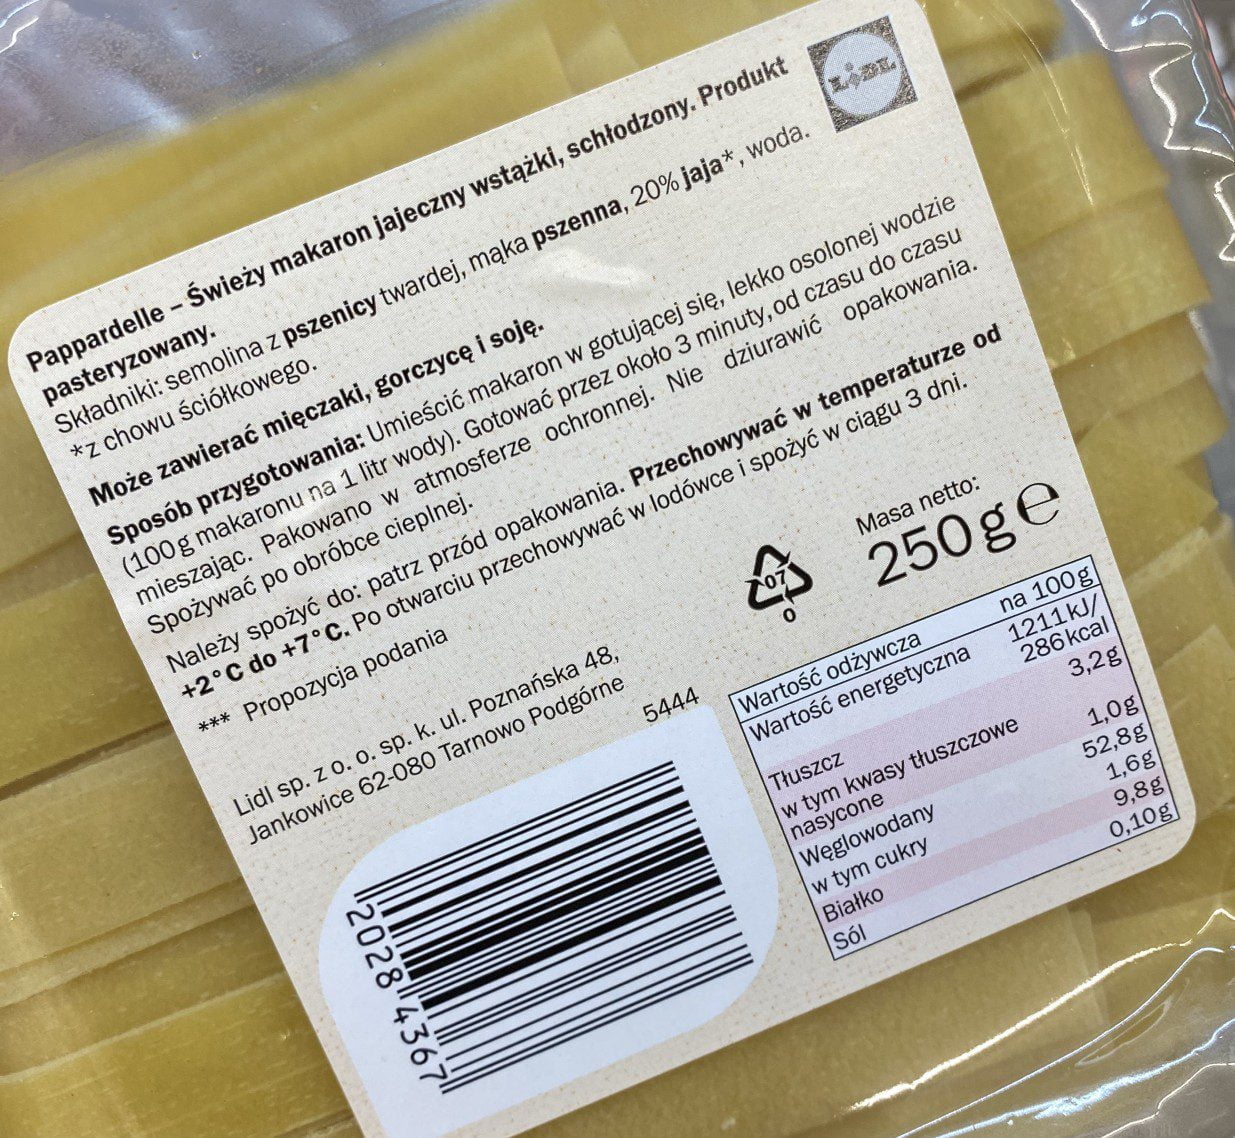 LIDL
Pappardelle – Świeży makaron jajeczny wstążki, schłodzony. Produkt
pasteryzowany.
Składniki: semolina z pszenicy twardej, mąka pszenna, 20% jaja*, woda.
*z chowu ściółkowego.
Może zawierać mięczaki, gorczycę i soję.
Sposób przygotowania: Umieścić makaron w gotującej się, lekko osolonej wodzie
(100g makaronu na 1 litr wody). Gotować przez około 3 minuty, od czasu do czasu
mieszając. Pakowano w atmosferze ochronnej. Nie dziurawić opakowania.
Spożywać po obróbce cieplnej.
Należy spożyć do: patrz przód opakowania. Przechowywać w temperaturze od
+2°C do +7°C. Po otwarciu przechowywać w lodówce i spożyć w ciągu 3 dni.
*** Propozycja podania
Lidl sp. z o. o. sp. k. ul. Poznańska 48,
Jankowice 62-080 Tarnowo Podgórne
5444
07
O
Masa netto:
250g e
Wartość odżywcza na 100g
Wartość energetyczna 1211kJ/
286kcal
Tłuszcz 3,2g
w tym kwasy tłuszczowe
nasycone 1,0g
Węglowodany 52,8g
w tym cukry 1,6g
Białko 9,8g
Sól 0,10g
2028 4367